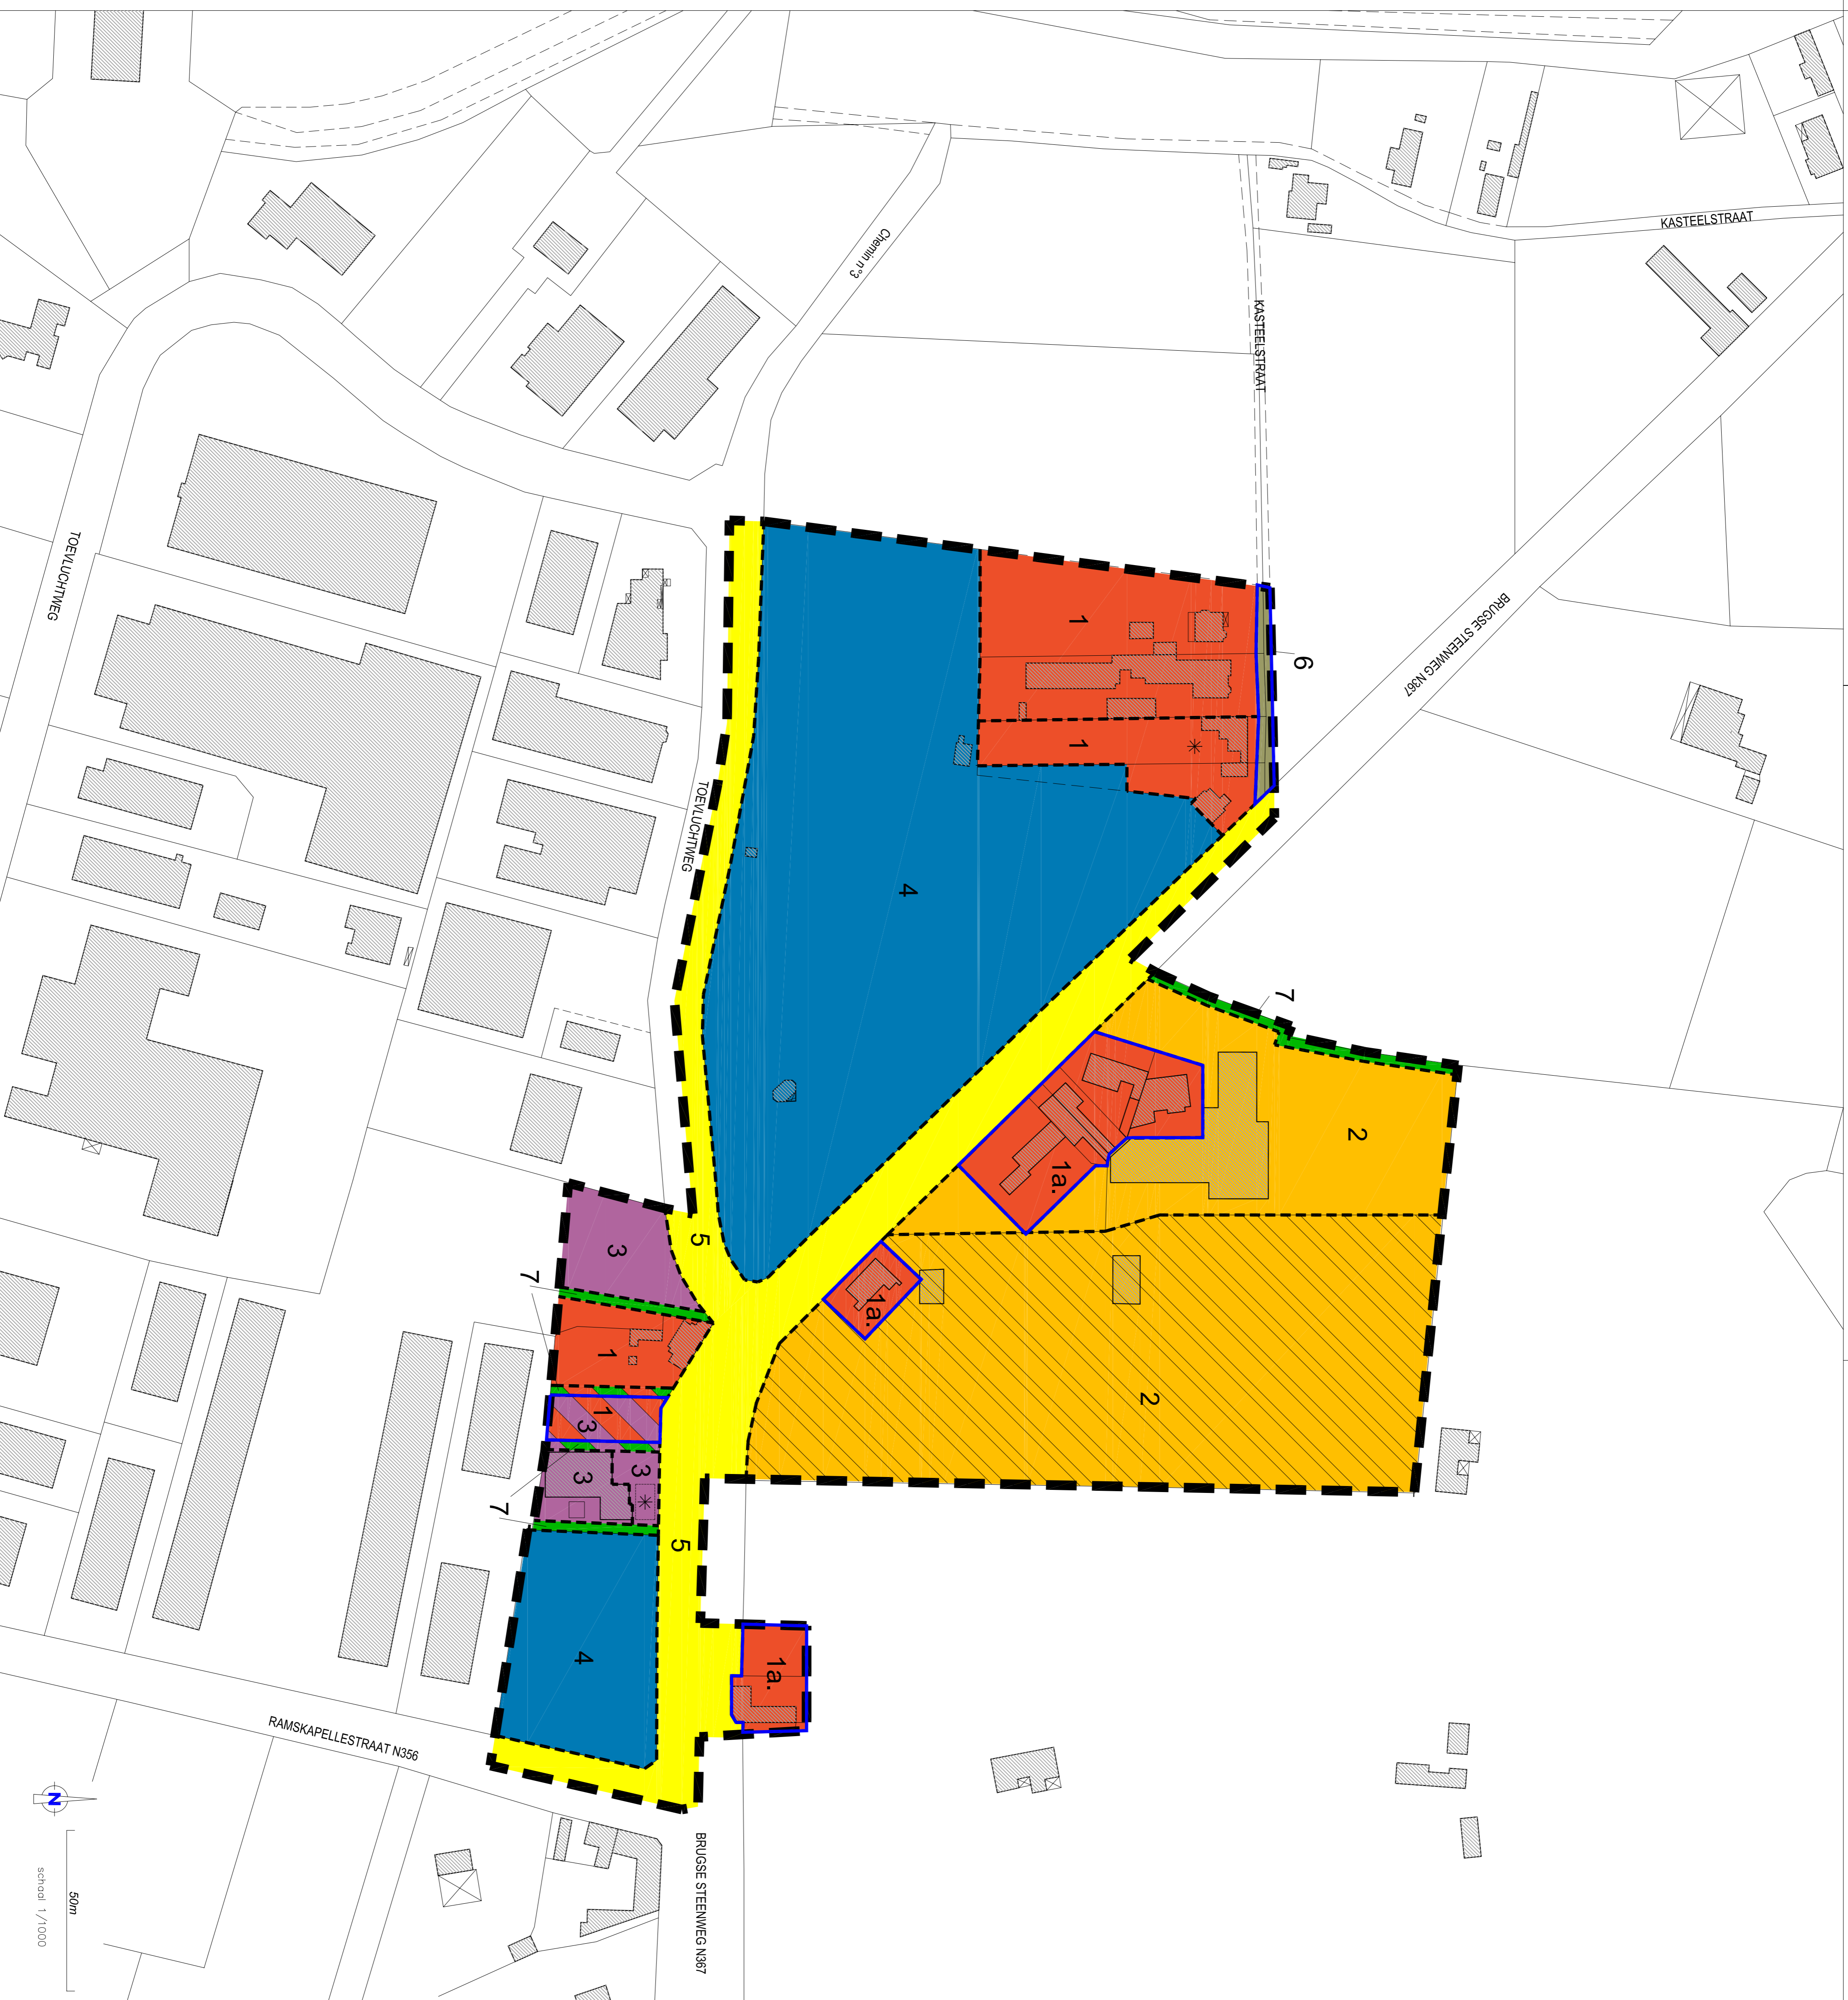 KASTEELSTRAAT
Chemin n°3
KASTEELSTRAAT
BRUGSE STEENWEG N367
TOEVLUCHTWEG
1
6
1
TOEVLUCHTWEG
4
7
2
1a.
5
3
7
1a.
1
2
1
3
3
3
7
5
4
1a.
RAMSKAPELLESTRAAT N356
N
BRUGSE STEENWEG N367
50m
schaal 1/1000